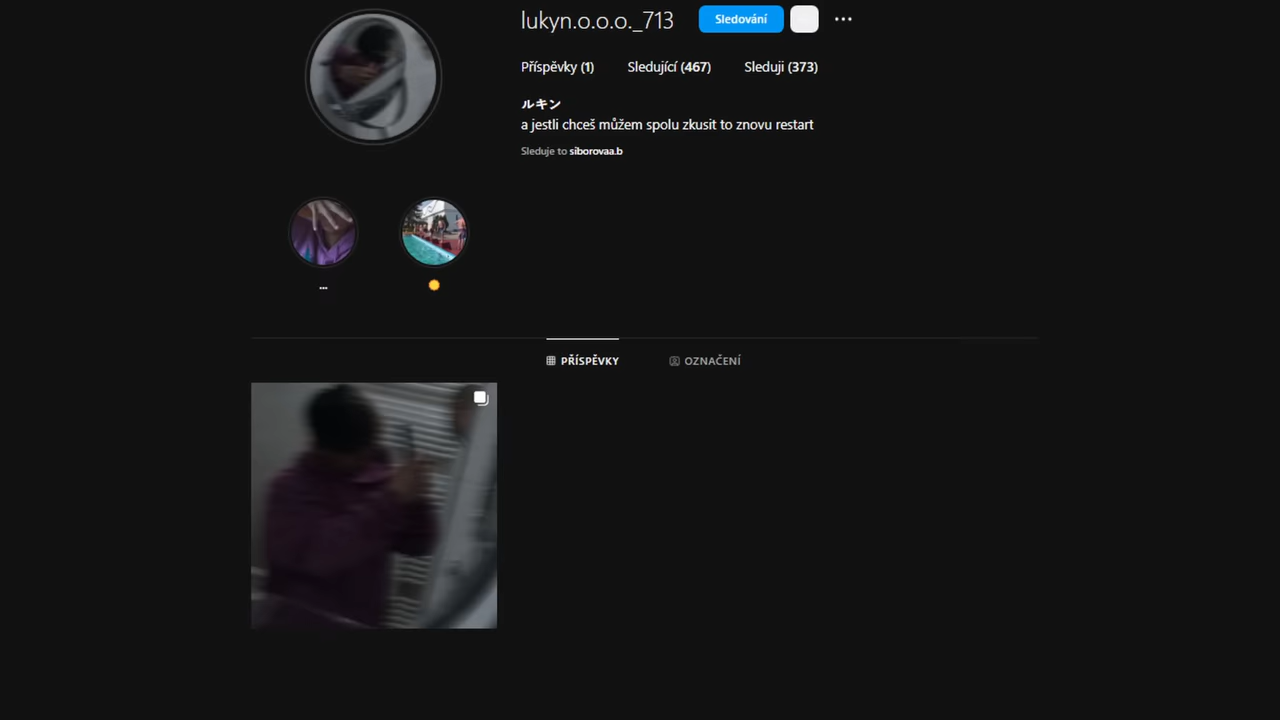 lukyn.o.o.o._713
Sledování
Příspěvky (1) Sledující (467) Sleduji (373)
ルキン
a jestli chceš můžem spolu zkusit to znovu restart
Sleduje to siborovaa.b
...
PŘÍSPĚVKY OZNAČENÍ